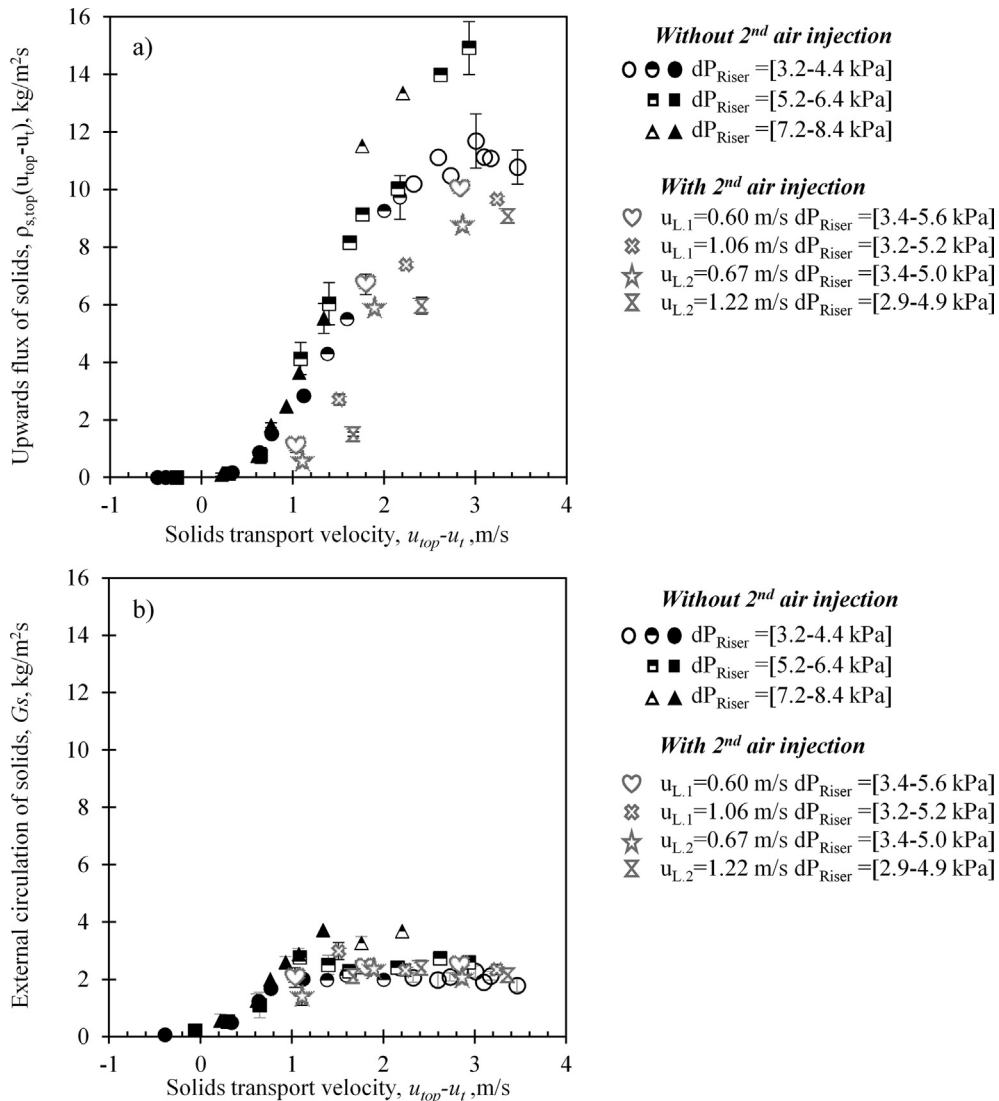 a)
Upwards flux of solids, ρs,top(utop-ut), kg/m²s
16
14
12
10
8
6
4
2
0
-1 0 1 2 3 4
Solids transport velocity, utop-ut ,m/s
Without 2nd air injection
dPRiser =[3.2-4.4 kPa]
dPRiser =[5.2-6.4 kPa]
dPRiser =[7.2-8.4 kPa]
With 2nd air injection
uL.1=0.60 m/s dPRiser =[3.4-5.6 kPa]
uL.1=1.06 m/s dPRiser =[3.2-5.2 kPa]
uL.2=0.67 m/s dPRiser =[3.4-5.0 kPa]
uL.2=1.22 m/s dPRiser =[2.9-4.9 kPa]
b)
External circulation of solids, Gs, kg/m²s
16
14
12
10
8
6
4
2
0
-1 0 1 2 3 4
Solids transport velocity, utop-ut ,m/s
Without 2nd air injection
dPRiser =[3.2-4.4 kPa]
dPRiser =[5.2-6.4 kPa]
dPRiser =[7.2-8.4 kPa]
With 2nd air injection
uL.1=0.60 m/s dPRiser =[3.4-5.6 kPa]
uL.1=1.06 m/s dPRiser =[3.2-5.2 kPa]
uL.2=0.67 m/s dPRiser =[3.4-5.0 kPa]
uL.2=1.22 m/s dPRiser =[2.9-4.9 kPa]